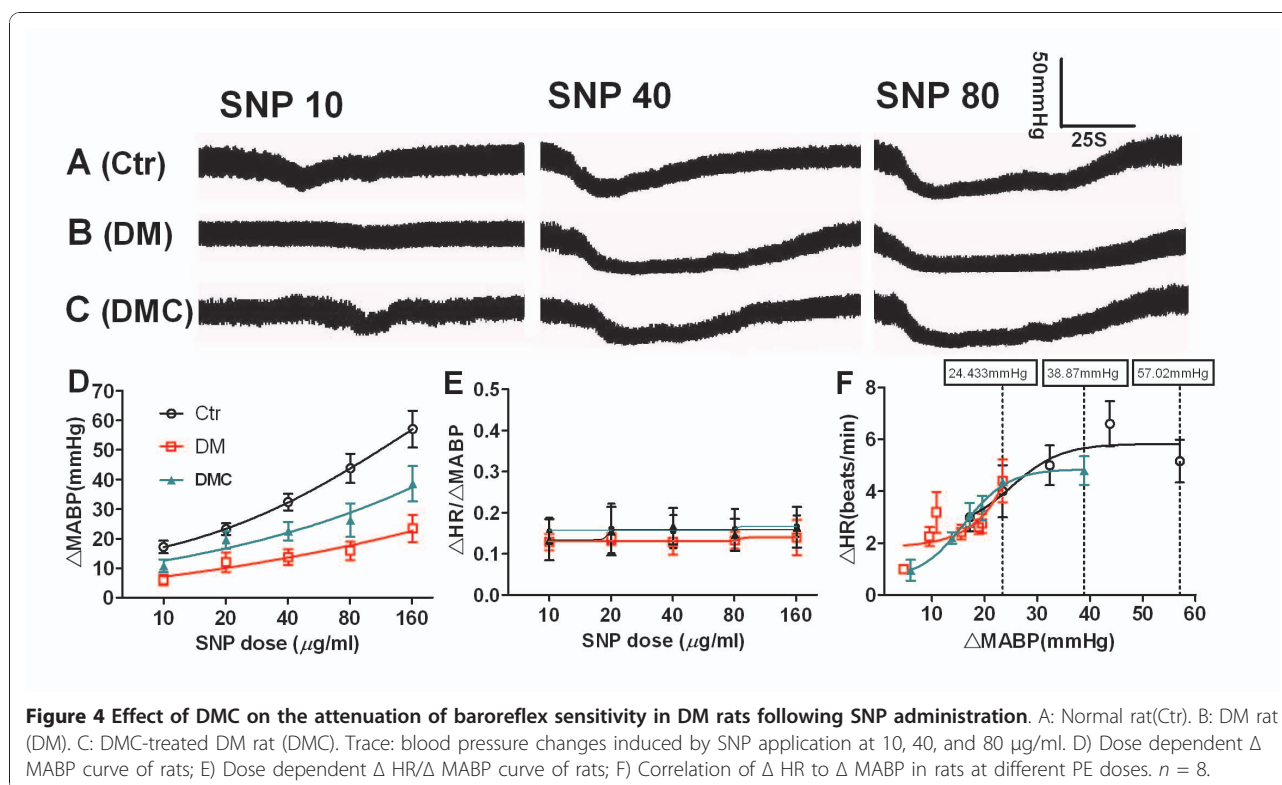 SNP 10
SNP 40
SNP 80
50mmHg
25S
A (Ctr)
B (DM)
C (DMC)
D
70
60
50
40
30
20
10
0
△MABP(mmHg)
Ctr
DM
DMC
10 20 40 80 160
SNP dose (μg/ml)
E
0.5
0.4
0.3
0.2
0.1
0.0
△HR/△MABP
10 20 40 80 160
SNP dose (μg/ml)
F
24.433mmHg 38.87mmHg 57.02mmHg
8
6
4
2
0
△HR(beats/min)
10 20 30 40 50 60
△MABP(mmHg)
Figure 4 Effect of DMC on the attenuation of baroreflex sensitivity in DM rats following SNP administration. A: Normal rat(Ctr). B: DM rat
(DM). C: DMC-treated DM rat (DMC). Trace: blood pressure changes induced by SNP application at 10, 40, and 80 μg/ml. D) Dose dependent Δ
MABP curve of rats; E) Dose dependent Δ HR/Δ MABP curve of rats; F) Correlation of Δ HR to Δ MABP in rats at different PE doses. n = 8.